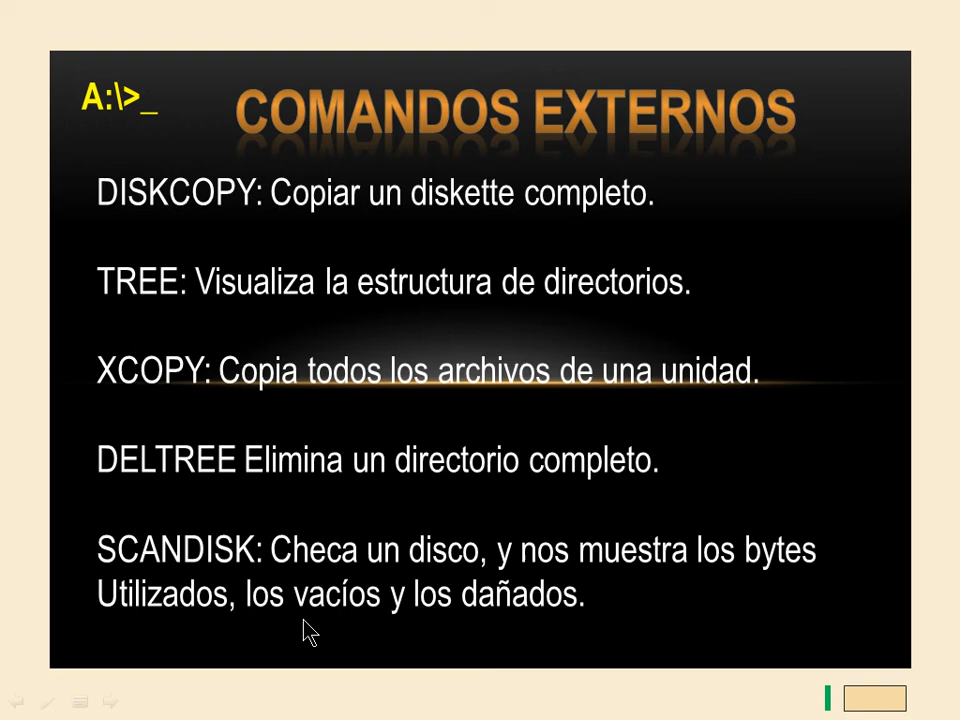 A:\>_
COMANDOS EXTERNOS
DISKCOPY: Copiar un diskette completo.
TREE: Visualiza la estructura de directorios.
XCOPY: Copia todos los archivos de una unidad.
DELTREE Elimina un directorio completo.
SCANDISK: Checa un disco, y nos muestra los bytes
Utilizados, los vacíos y los dañados.